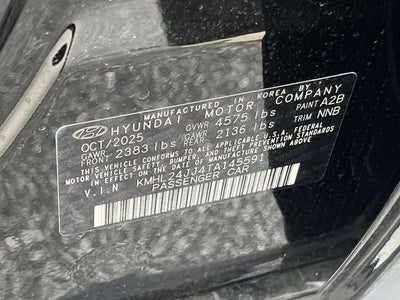 MANUFACTURED IN KOREA BY
HYUNDAI MOTOR COMPANY
OCT/2025 GVWR 4575 lbs PAINT A2B
GAWR FRONT 2383 lbs GAWR REAR 2136 lbs TRIM NNB
THIS VEHICLE CONFORMS TO ALL APPLICABLE U.S.A. FEDERAL
MOTOR VEHICLE SAFETY, BUMPER, AND THEFT PREVENTION STANDARDS
IN EFFECT ON THE DATE OF MANUFACTURE SHOWN ABOVE
V.I.N KMHL24JJ4TA145591
PASSENGER CAR